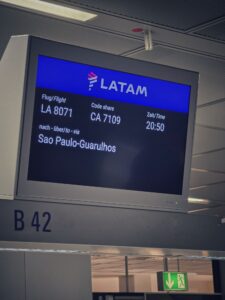 LATAM
Flug/Flight Code share Zeit/Time
LA 8071 CA 7109 20:50
nach - über/to - via
Sao Paulo-Guarulhos
B 42